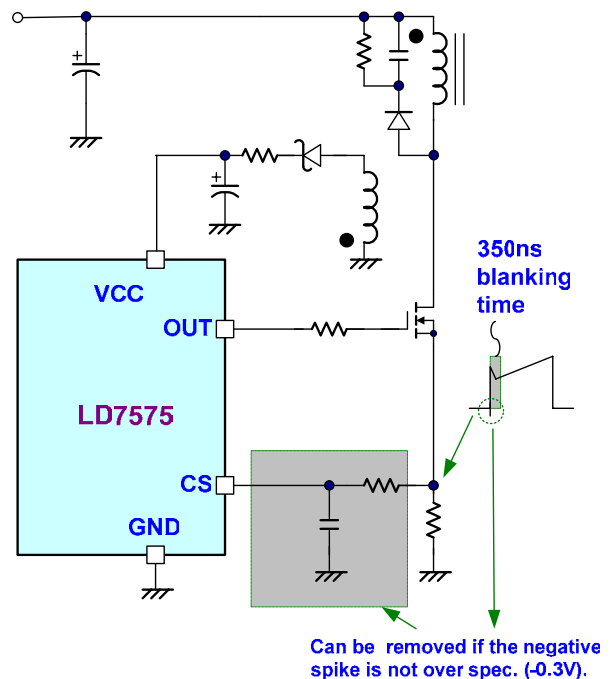 350ns
blanking
time
VCC
OUT
LD7575
CS
GND
+
+
Can be removed if the negative
spike is not over spec. (-0.3V).